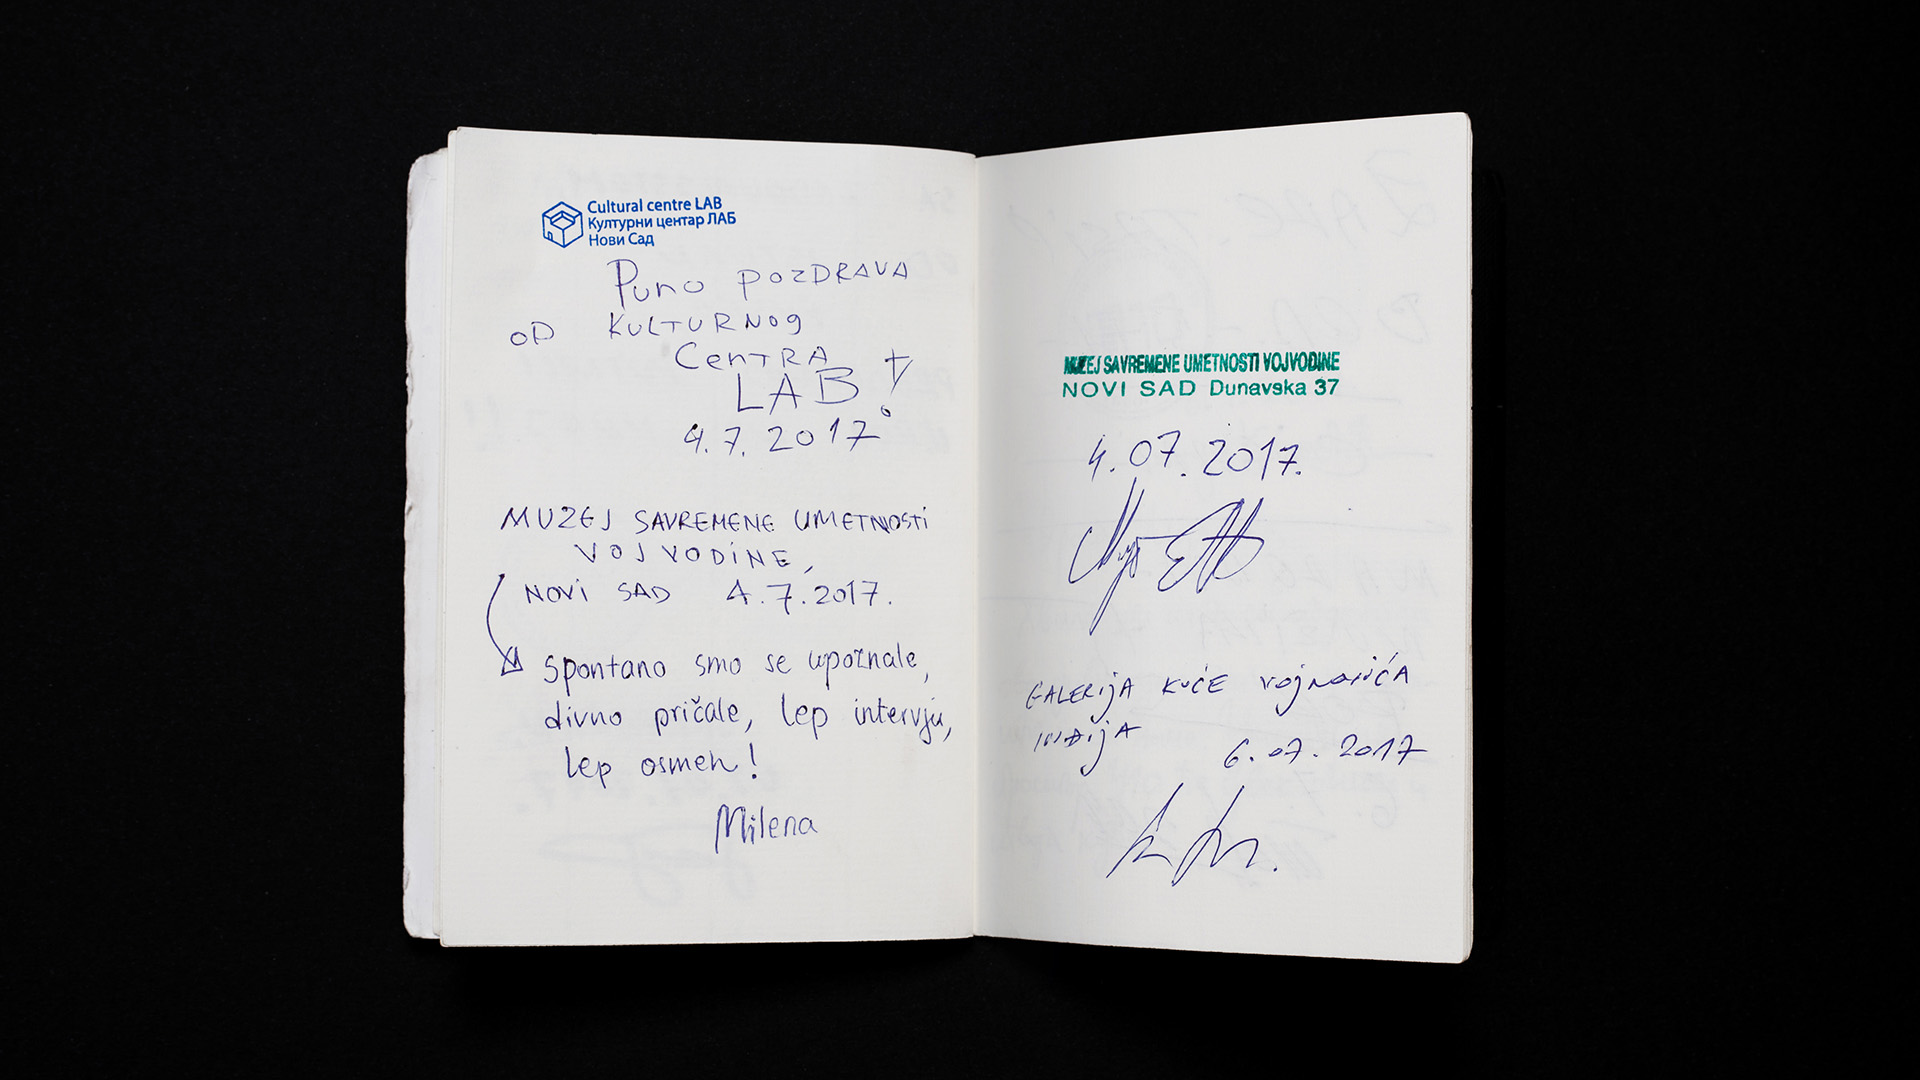 Cultural centre LAB
Културни центар ЛАБ
Нови Сад
Puno POZDRAVA
OD KULTURNOG
CENTRA
LAB!
4.7.2017
MUZEJ SAVREMENE UMETNOSTI
VOJVODINE,
NOVI SAD 4.7.2017.
Spontano smo se upoznale,
divno pričale, lep intervju,
lep osmeh!
Milena
MUZEJ SAVREMENE UMETNOSTI VOJVODINE
NOVI SAD Dunavska 37
4.07.2017.
GALERIJA KUĆE VOJNOVIĆA
INĐIJA
6.07.2017